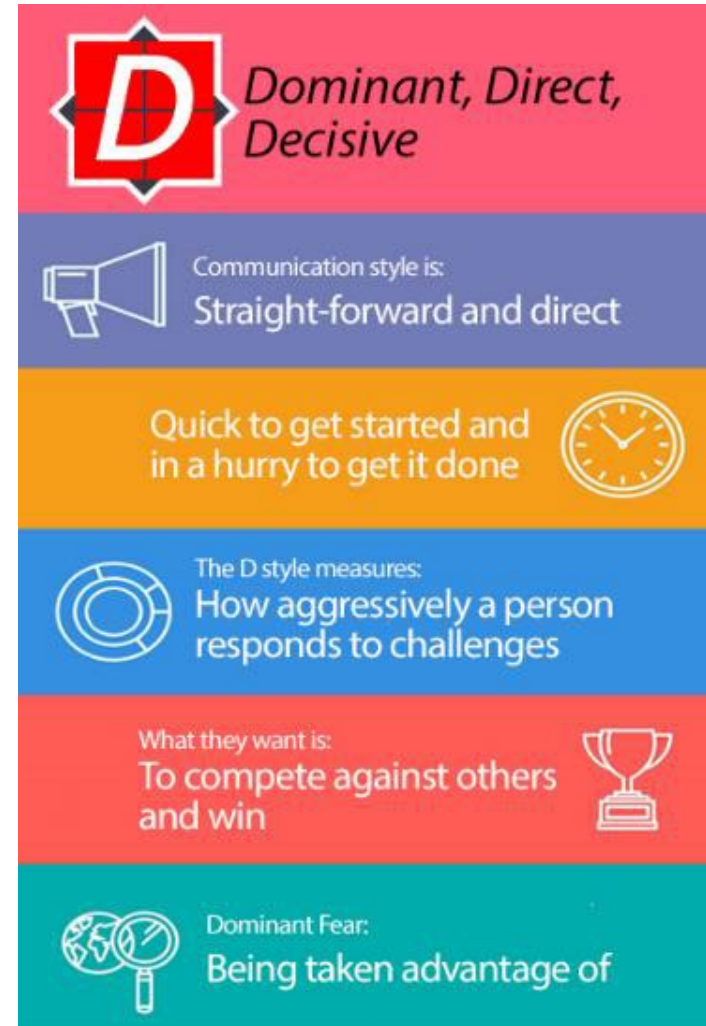 D
Dominant, Direct,
Decisive
Communication style is:
Straight-forward and direct
Quick to get started and
in a hurry to get it done
The D style measures:
How aggressively a person
responds to challenges
What they want is:
To compete against others
and win
Dominant Fear:
Being taken advantage of